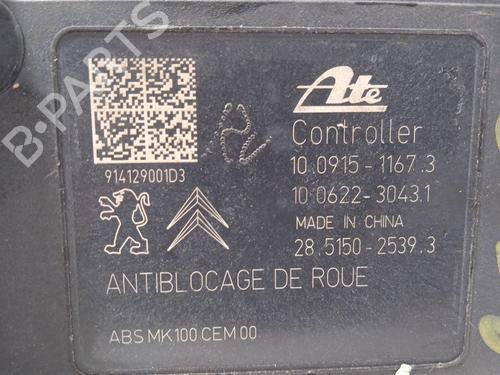 B-PARTS
Ate
Controller
10.0915-1167.3
10.0622-3043.1
MADE IN CHINA
28.5150-2539.3
914129001D3
ANTIBLOCAGE DE ROUE
ABS MK100 CEM 00